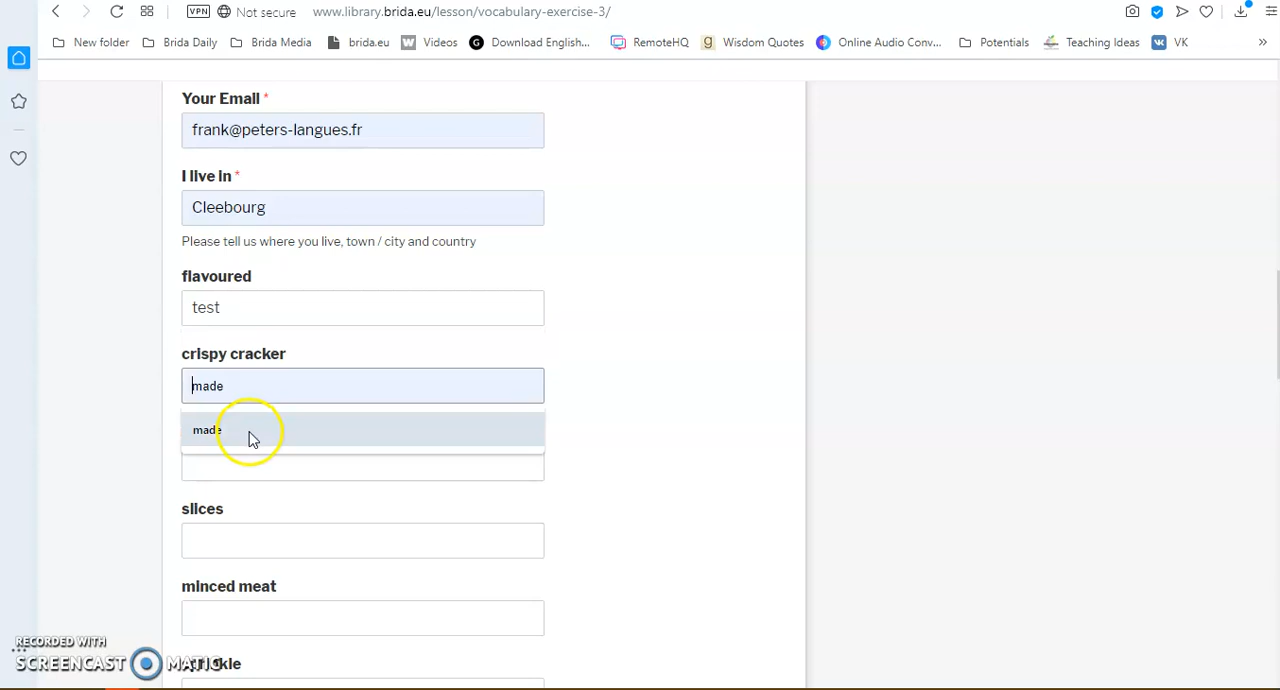 VPN Not secure www.library.brida.eu/lesson/vocabulary-exercise-3/
New folder Brida Daily Brida Media brida.eu W Videos G Download English... RemoteHQ g Wisdom Quotes Online Audio Conv... Potentials Teaching Ideas VK »
Your Email *
frank@peters-langues.fr
I live in *
Cleebourg
Please tell us where you live, town / city and country
flavoured
test
crispy cracker
made
made
slices
minced meat
RECORDED WITH
SCREENCAST MATIC